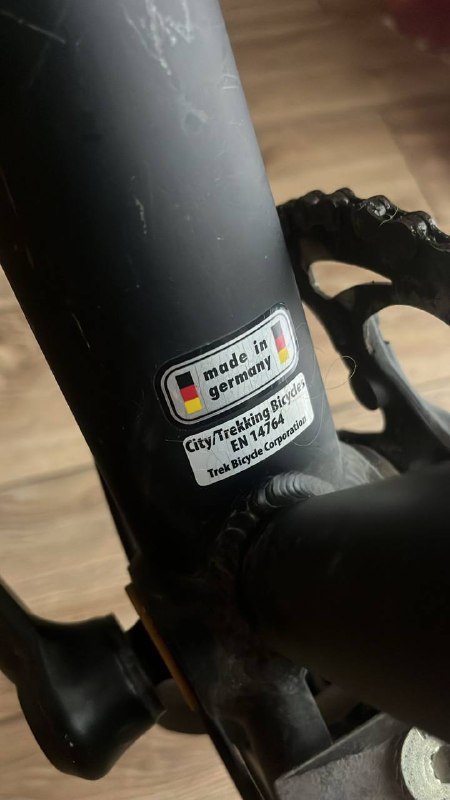 made in
germany
City/Trekking Bicycles
EN 14764
Trek Bicycle Corporation